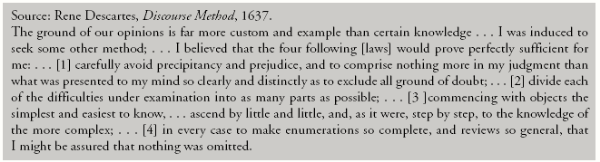 Source: Rene Descartes, Discourse Method, 1637.
The ground of our opinions is far more custom and example than certain knowledge . . . I was induced to
seek some other method; . . . I believed that the four following [laws] would prove perfectly sufficient for
me: . . . [1] carefully avoid precipitancy and prejudice, and to comprise nothing more in my judgment than
what was presented to my mind so clearly and distinctly as to exclude all ground of doubt; . . . [2] divide each
of the difficulties under examination into as many parts as possible; . . . [3 ]commencing with objects the
simplest and easiest to know, . . . ascend by little and little, and, as it were, step by step, to the knowledge of
the more complex; . . . [4] in every case to make enumerations so complete, and reviews so general, that
I might be assured that nothing was omitted.